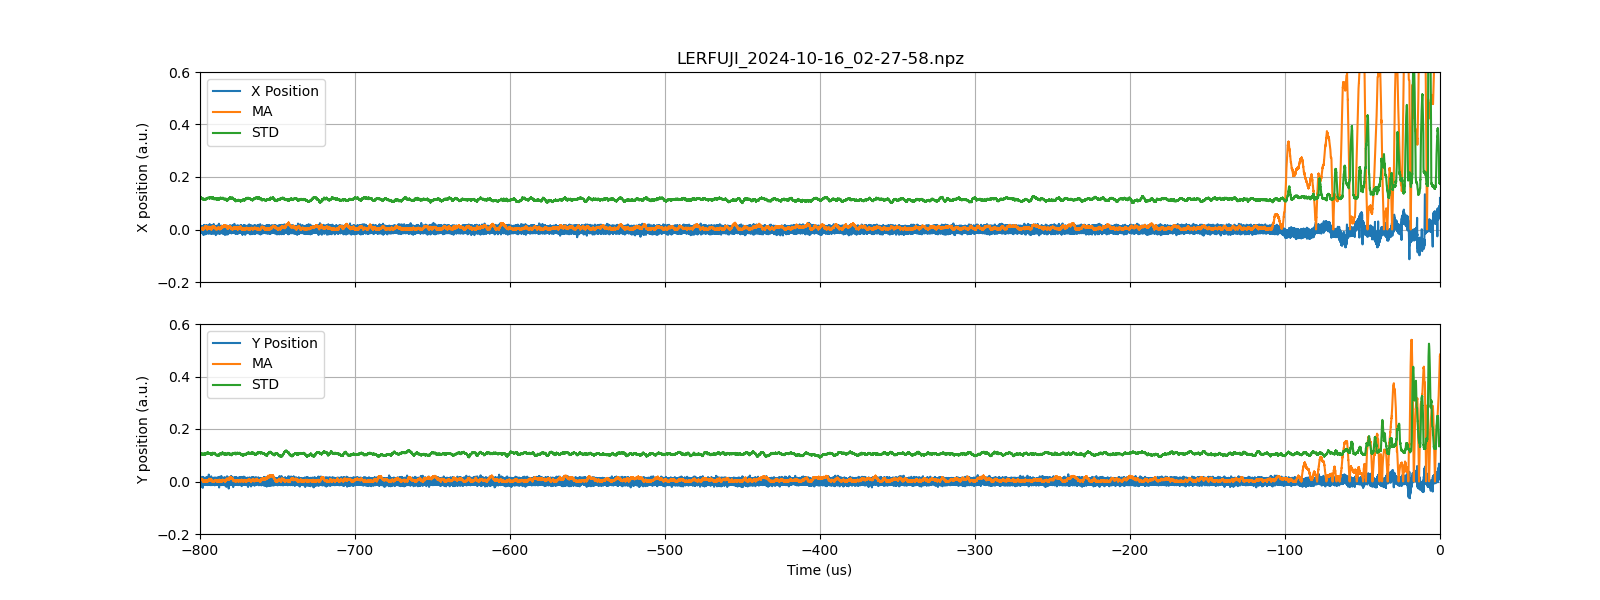 LERFUJI_2024-10-16_02-27-58.npz
0.6
0.4
0.2
0.0
−0.2
X position (a.u.)
X Position
MA
STD
0.6
0.4
0.2
0.0
−0.2
Y position (a.u.)
Y Position
MA
STD
−800 −700 −600 −500 −400 −300 −200 −100 0
Time (us)